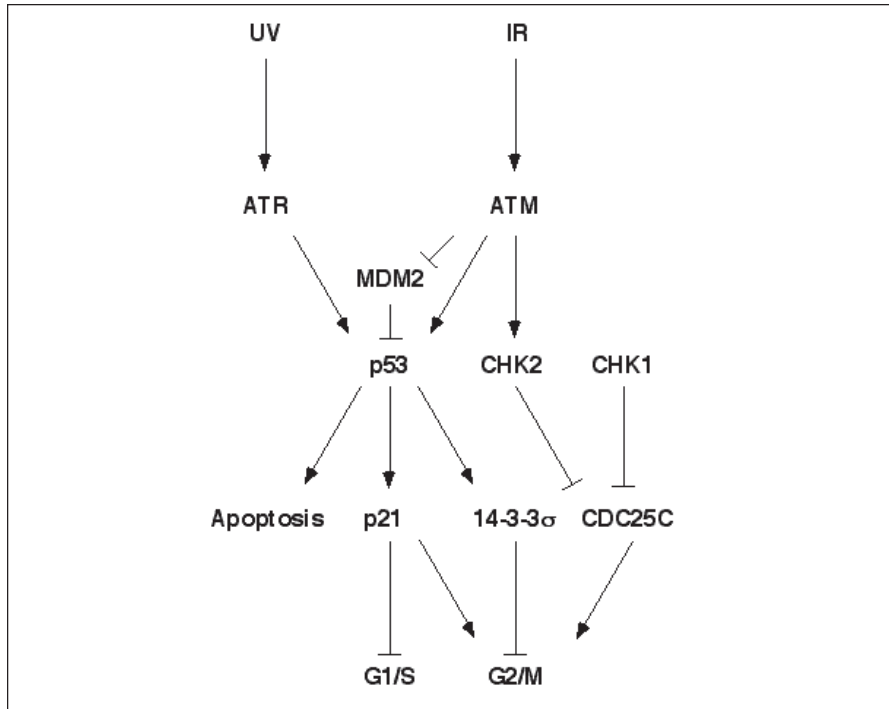 UV IR
ATR ATM
MDM2
p53 CHK2 CHK1
Apoptosis p21 14-3-3σ CDC25C
G1/S G2/M